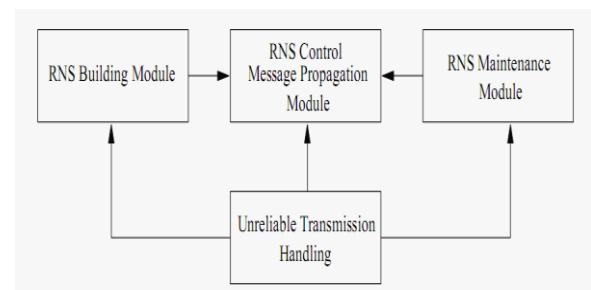 RNS Building Module
RNS Control
Message Propagation
Module
RNS Maintenance
Module
Unreliable Transmission
Handling